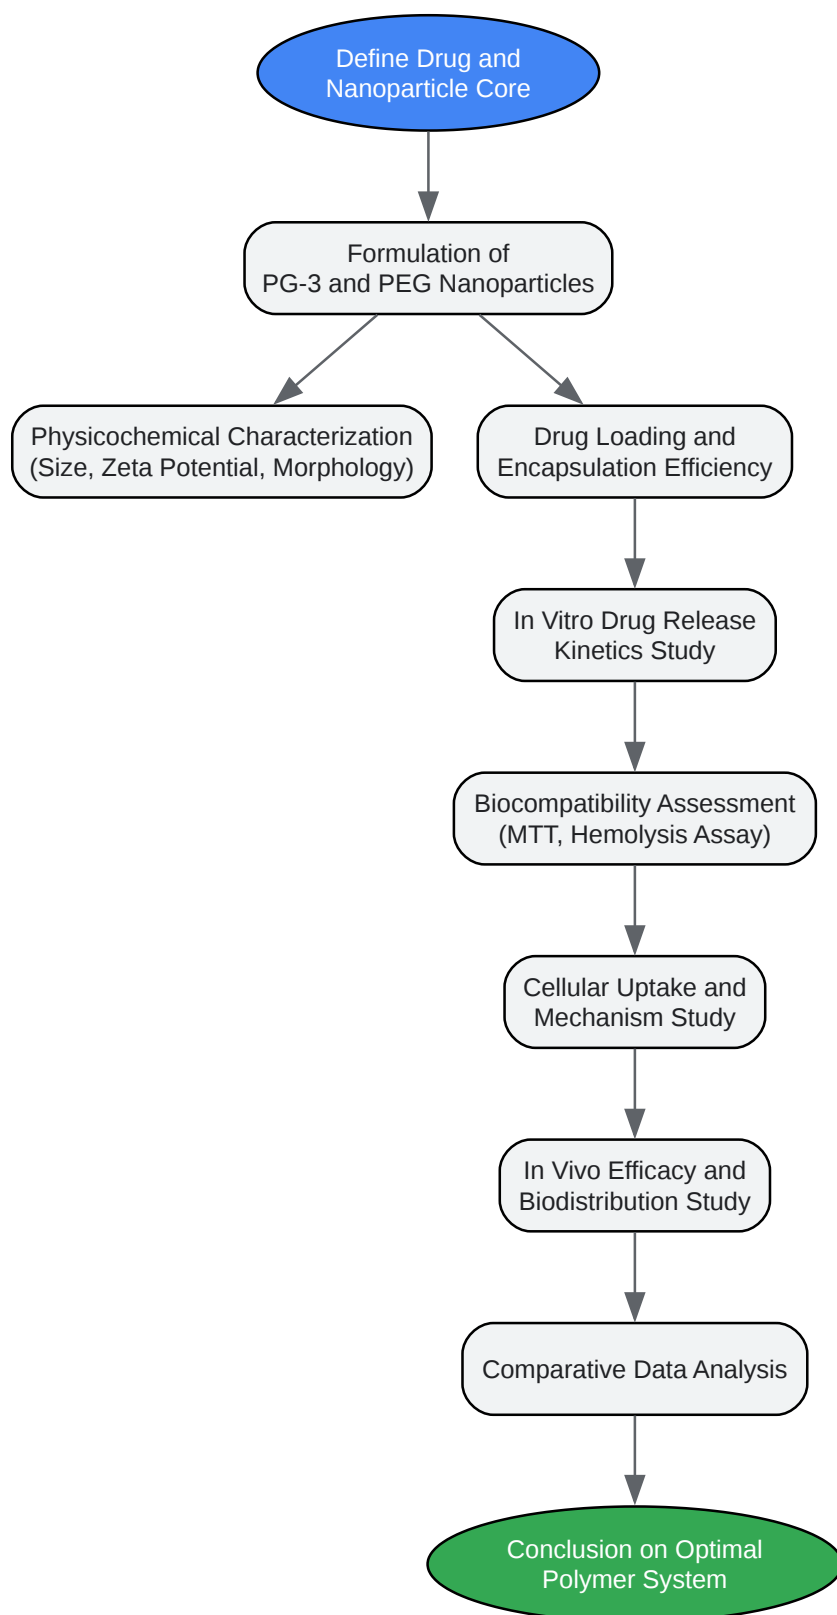 Define Drug and
Nanoparticle Core
Formulation of
PG-3 and PEG Nanoparticles
Physicochemical Characterization
(Size, Zeta Potential, Morphology)
Drug Loading and
Encapsulation Efficiency
In Vitro Drug Release
Kinetics Study
Biocompatibility Assessment
(MTT, Hemolysis Assay)
Cellular Uptake and
Mechanism Study
In Vivo Efficacy and
Biodistribution Study
Comparative Data Analysis
Conclusion on Optimal
Polymer System